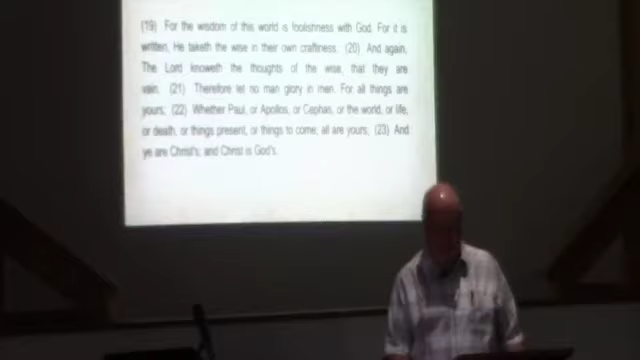 (19) For the wisdom of this world is foolishness with God. For it is
written, He taketh the wise in their own craftiness. (20) And again,
The Lord knoweth the thoughts of the wise, that they are
vain. (21) Therefore let no man glory in men. For all things are
yours; (22) Whether Paul, or Apollos, or Cephas, or the world, or life,
or death, or things present, or things to come; all are yours; (23) And
ye are Christ's; and Christ is God's.